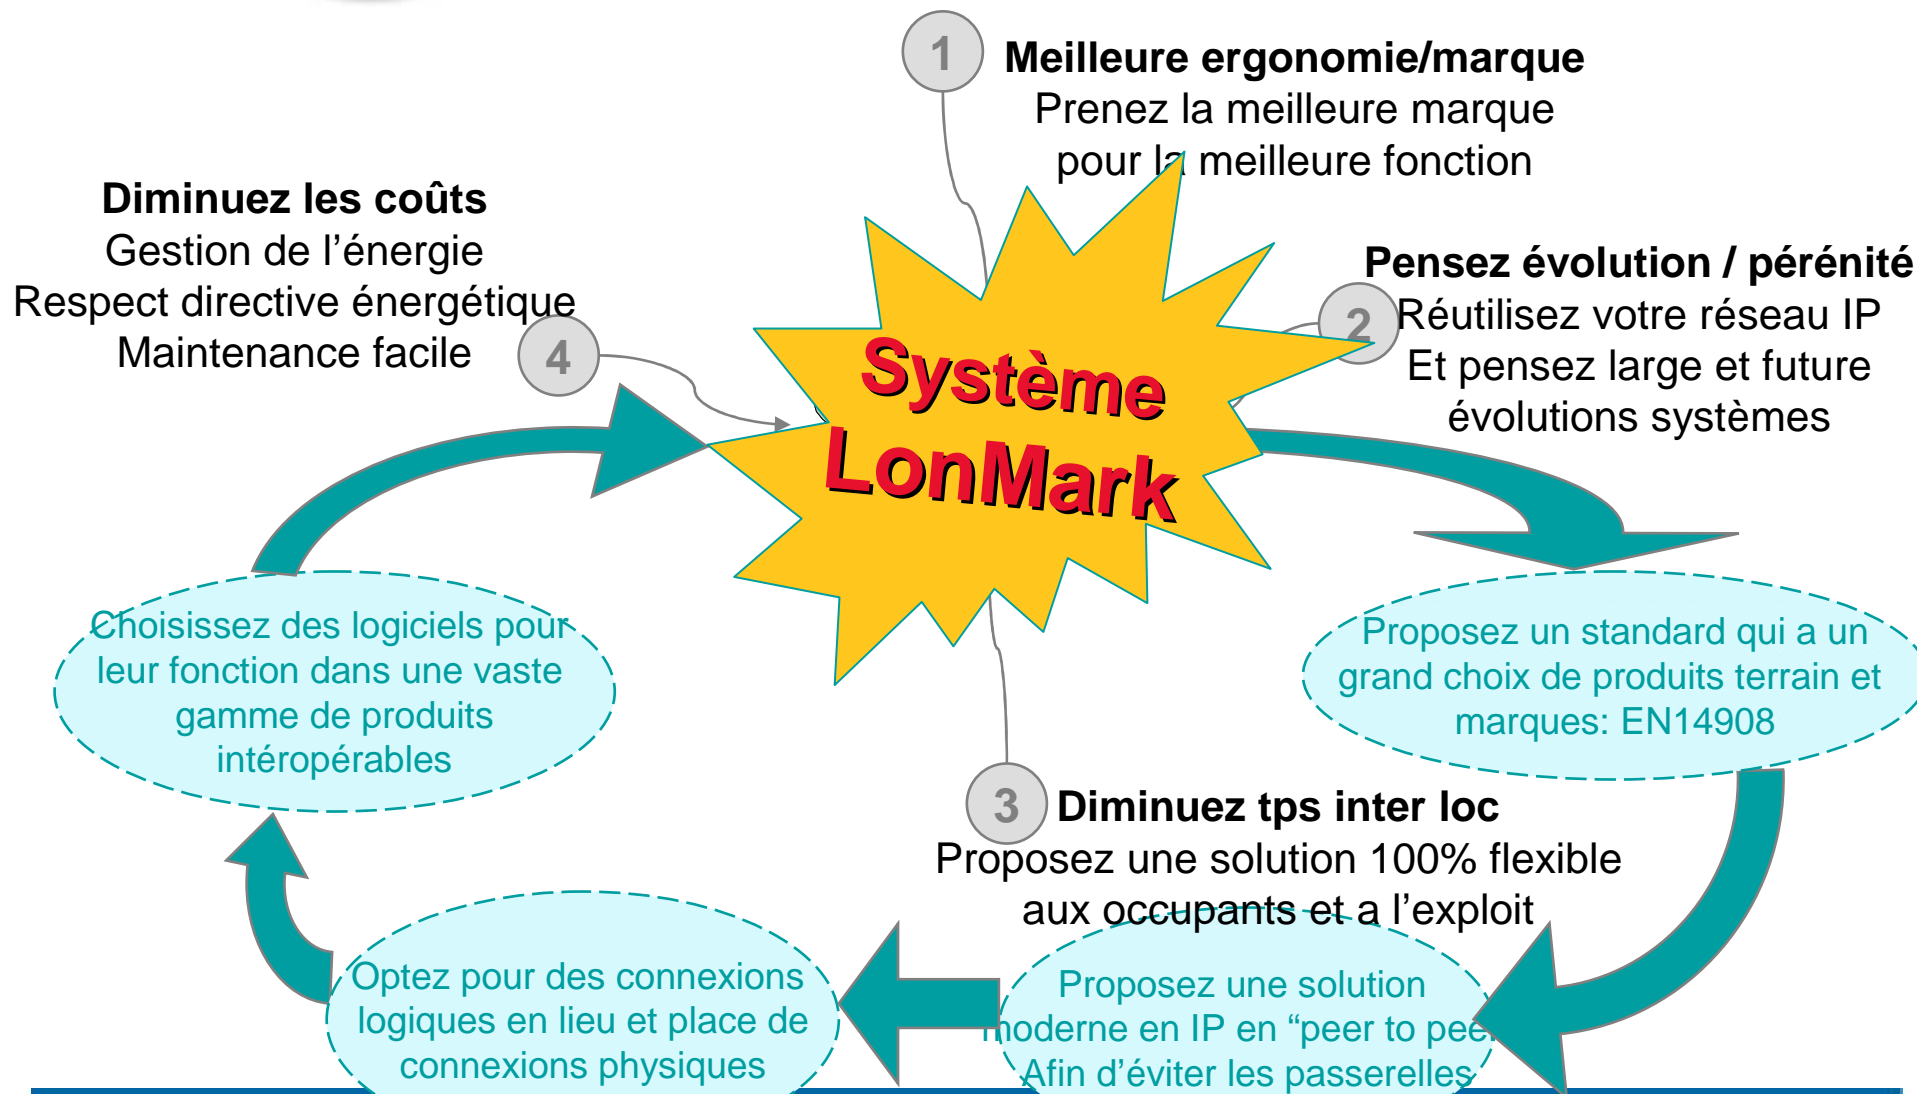 1
Meilleure ergonomie/marque
Prenez la meilleure marque
pour la meilleure fonction
Diminuez les coûts
Gestion de l’énergie
Respect directive énergétique
Maintenance facile
4
Pensez évolution / pérénité
2
Réutilisez votre réseau IP
Et pensez large et future
évolutions systèmes
Système
LonMark
Choisissez des logiciels pour
leur fonction dans une vaste
gamme de produits
intéropérables
Proposez un standard qui a un
grand choix de produits terrain et
marques: EN14908
3
Diminuez tps inter loc
Proposez une solution 100% flexible
aux occupants et a l’exploit
Optez pour des connexions
logiques en lieu et place de
connexions physiques
Proposez une solution
moderne en IP en “peer to peer
Afin d’éviter les passerelles